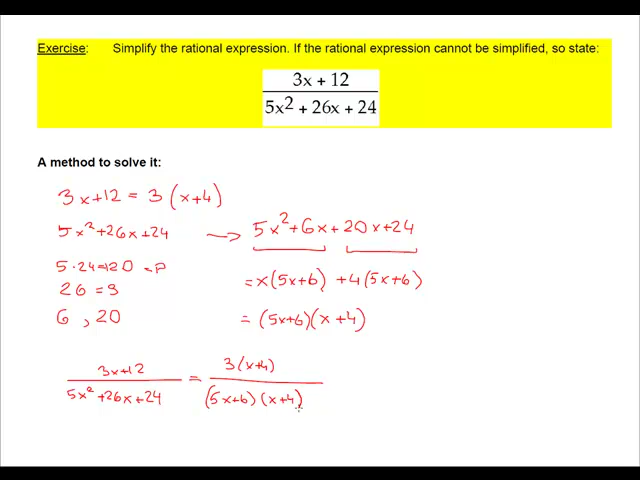 Exercise: Simplify the rational expression. If the rational expression cannot be simplified, so state:
3x + 12
5x2 + 26x + 24
A method to solve it:
3x+12 = 3 (x+4)
5x²+26x+24 → 5x²+6x+20x+24
5·24=120 =P
= x(5x+6) +4(5x+6)
26 = S
6 , 20
= (5x+6)(x+4)
3x+12 = 3(x+4)
5x²+26x+24 (5x+6)(x+4)